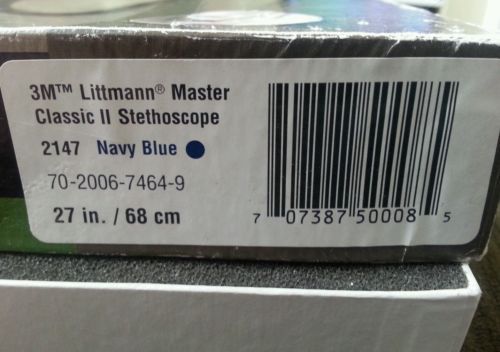 3M™ Littmann® Master
Classic II Stethoscope
2147 Navy Blue
70-2006-7464-9
27 in. / 68 cm
7 07387 50008 5